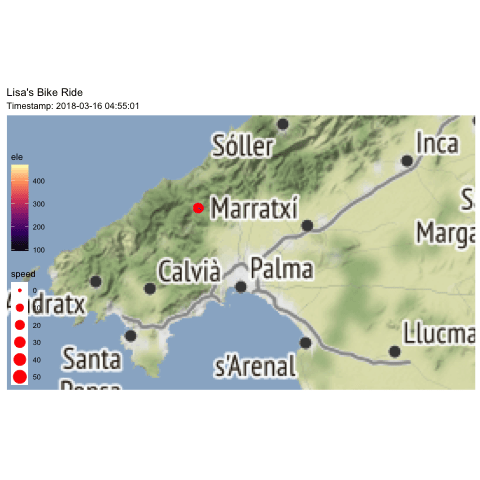 Lisa's Bike Ride
Timestamp: 2018-03-16 04:55:01
Sóller
Inca
ele
400
300
200
100
Marratxí
S
Marga
Calvià
Palma
speed
0
10
20
30
40
50
Andratx
Llucma
Santa
Ponsa
s'Arenal